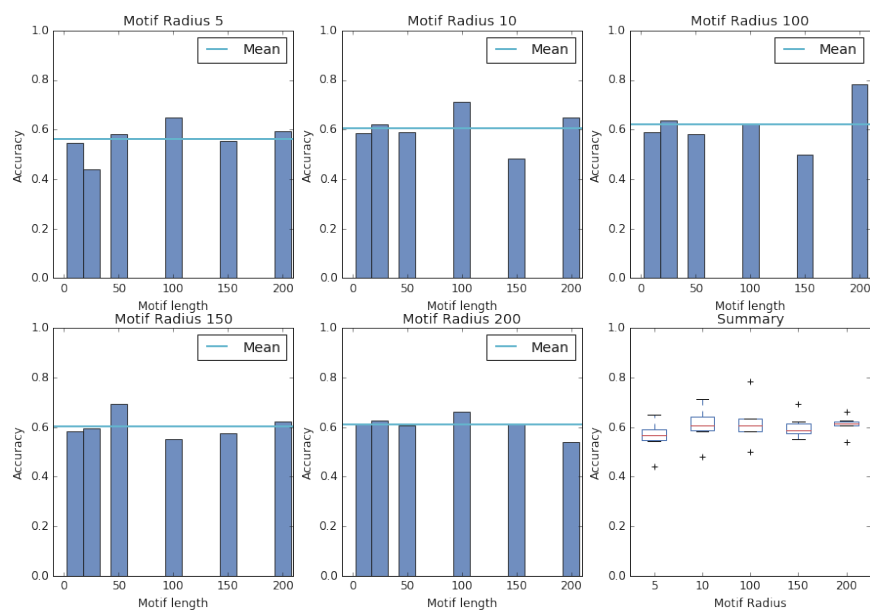 Motif Radius 5
Mean
1.0
0.8
0.6
0.4
0.2
0.0
Accuracy
0 50 100 150 200
Motif length
Motif Radius 10
Mean
1.0
0.8
0.6
0.4
0.2
0.0
Accuracy
0 50 100 150 200
Motif length
Motif Radius 100
Mean
1.0
0.8
0.6
0.4
0.2
0.0
Accuracy
0 50 100 150 200
Motif length
Motif Radius 150
Mean
1.0
0.8
0.6
0.4
0.2
0.0
Accuracy
0 50 100 150 200
Motif length
Motif Radius 200
Mean
1.0
0.8
0.6
0.4
0.2
0.0
Accuracy
0 50 100 150 200
Motif length
Summary
1.0
0.8
0.6
0.4
0.2
0.0
Accuracy
5 10 100 150 200
Motif Radius